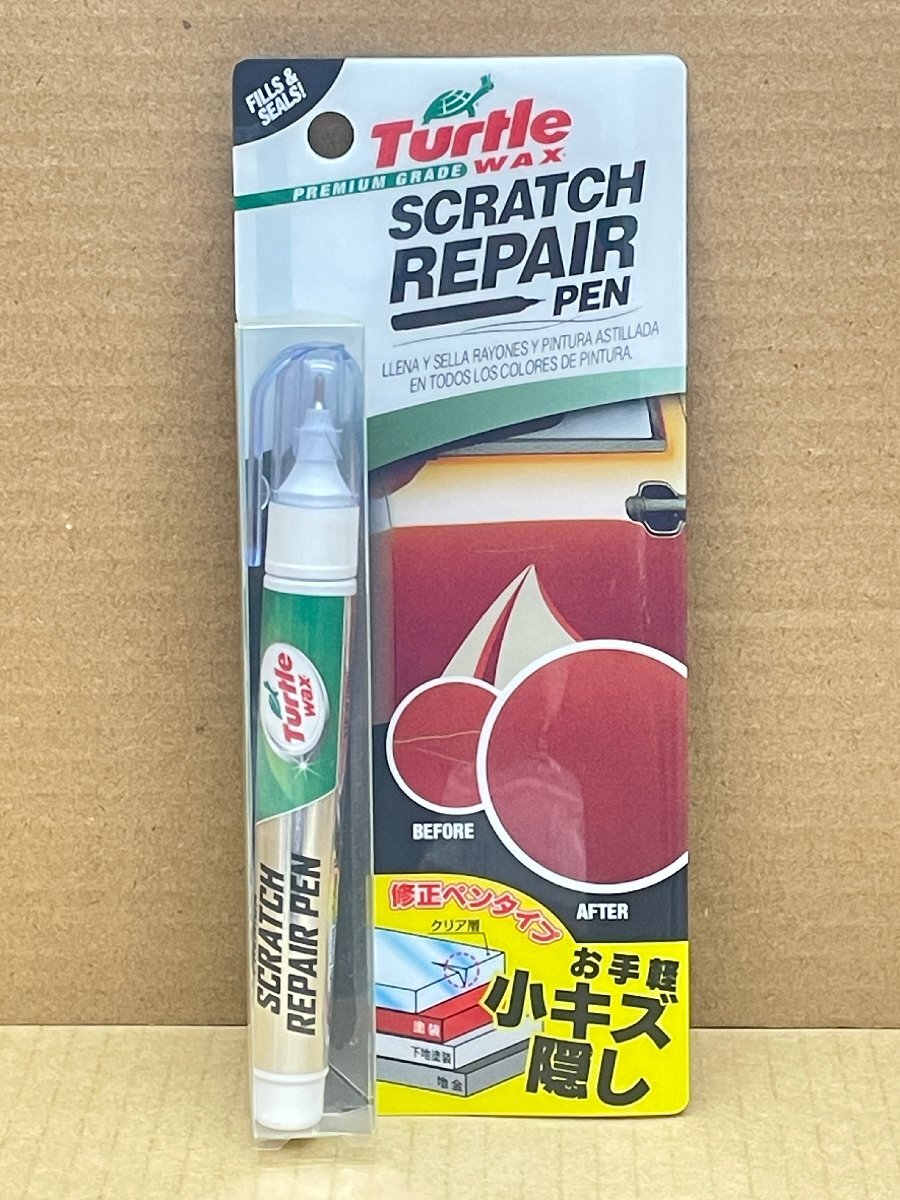 FILLS &
SEALS!
Turtle
WAX
PREMIUM GRADE
SCRATCH
REPAIR
PEN
LLENA Y SELLA RAYONES Y PINTURA ASTILLADA
EN TODOS LOS COLORES DE PINTURA.
Turtle
WAX
SCRATCH
REPAIR PEN
BEFORE
AFTER
修正ペンタイプ
クリア層
塗装
下地塗装
地金
お手軽
小キズ
隠し